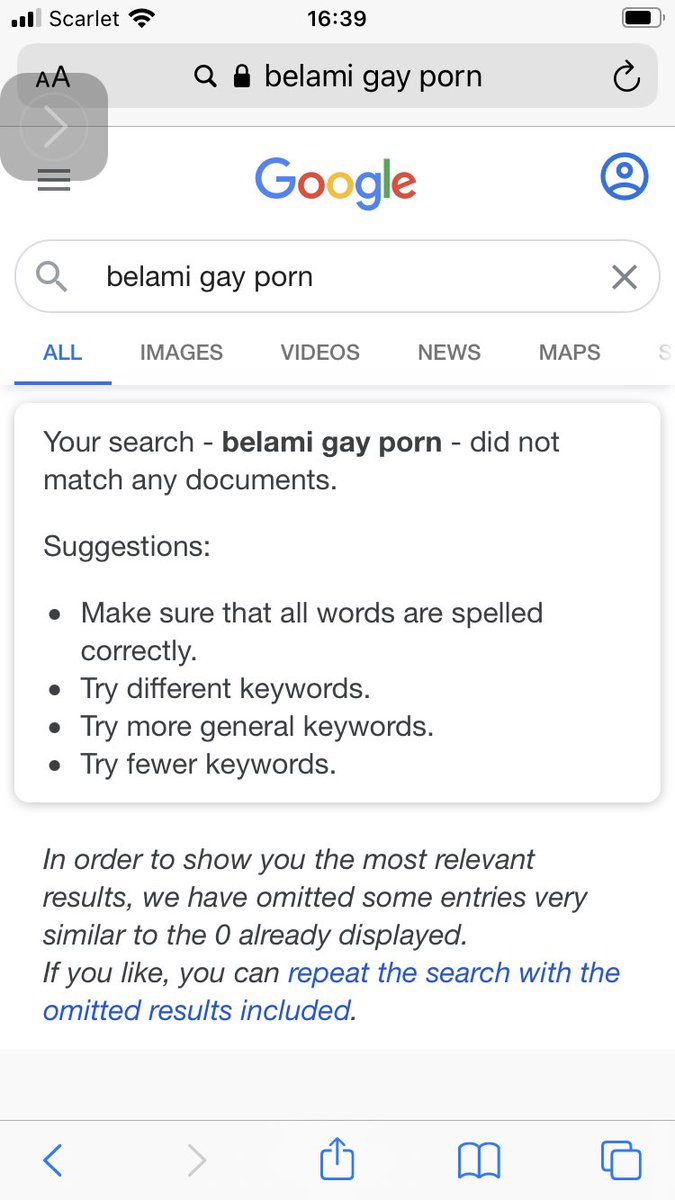 Scarlet 16:39
AA belami gay porn
Google
belami gay porn
ALL IMAGES VIDEOS NEWS MAPS S
Your search - belami gay porn - did not
match any documents.
Suggestions:
• Make sure that all words are spelled
correctly.
• Try different keywords.
• Try more general keywords.
• Try fewer keywords.
In order to show you the most relevant
results, we have omitted some entries very
similar to the 0 already displayed.
If you like, you can repeat the search with the
omitted results included.